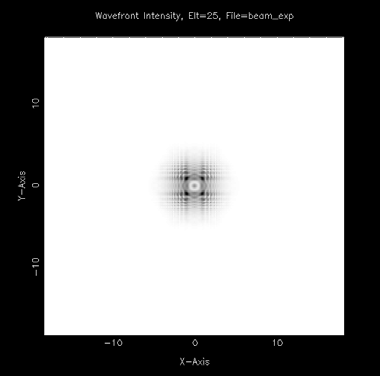 Wavefront Intensity, Elt=25, File=beam_exp
10
0
-10
Y-Axis
-10 0 10
X-Axis